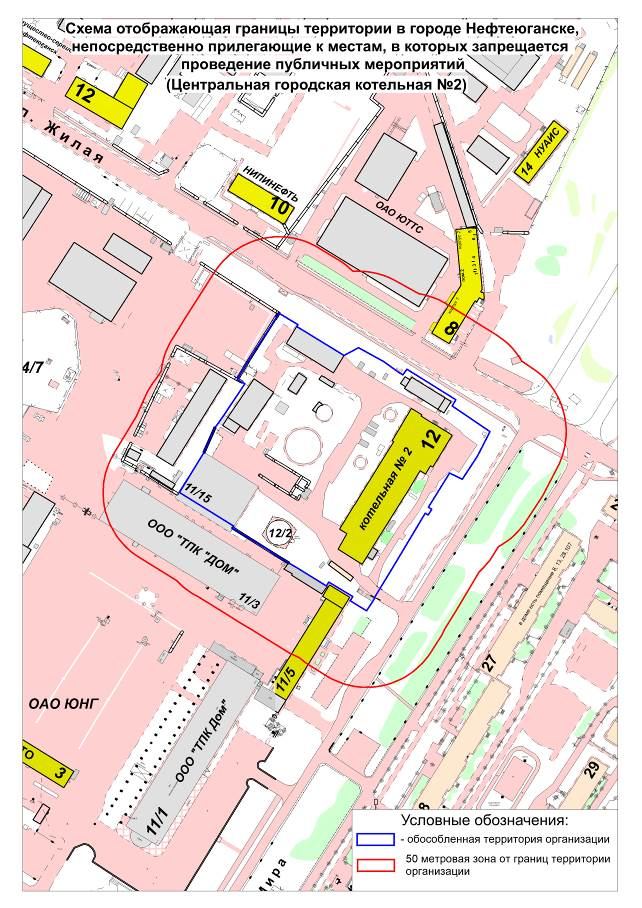 Схема отображающая границы территории в городе Нефтеюганске,
непосредственно прилегающие к местам, в которых запрещается
проведение публичных мероприятий
(Центральная городская котельная №2)
12
л. Жилая
НИПИНЕФТЬ
10
ОАО ЮТТС
14 НУАИС
8
4/7
12
котельная № 2
11/15
12/2
ООО "ТПК "ДОМ"
11/3
11/5
ОАО ЮНГ
ООО "ТПК Дом"
11/1
ТО
3
27
29
Мира
Условные обозначения:
- обособленная территория организации
50 метровая зона от границ территории
организации